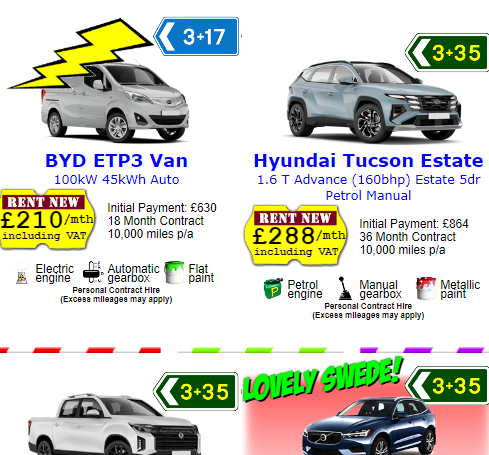 3+17
BYD ETP3 Van
100kW 45kWh Auto
RENT NEW
£210/mth
including VAT
Initial Payment: £630
18 Month Contract
10,000 miles p/a
Electric engine
Automatic gearbox
Flat paint
Personal Contract Hire
(Excess mileages may apply)
3+35
Hyundai Tucson Estate
1.6 T Advance (160bhp) Estate 5dr
Petrol Manual
RENT NEW
£288/mth
including VAT
Initial Payment: £864
36 Month Contract
10,000 miles p/a
Petrol engine
Manual gearbox
Metallic paint
Personal Contract Hire
(Excess mileages may apply)
3+35
LOVELY SWEDE!
3+35